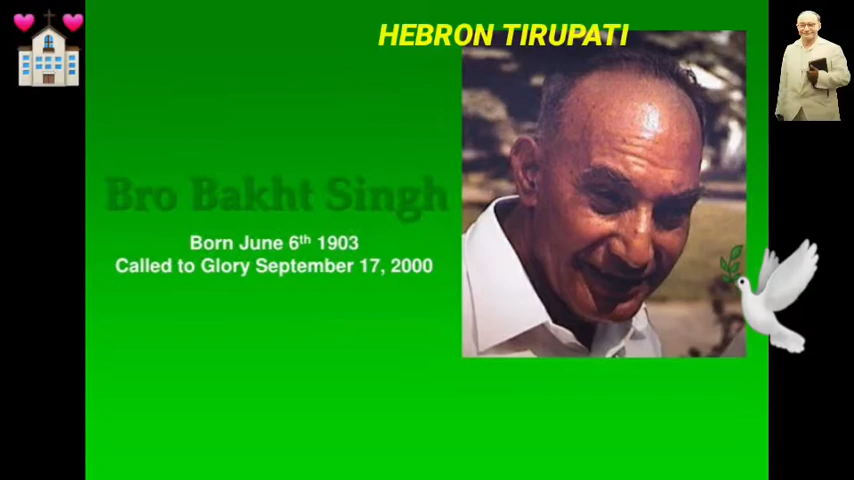 HEBRON TIRUPATI
Bro Bakht Singh
Born June 6th 1903
Called to Glory September 17, 2000